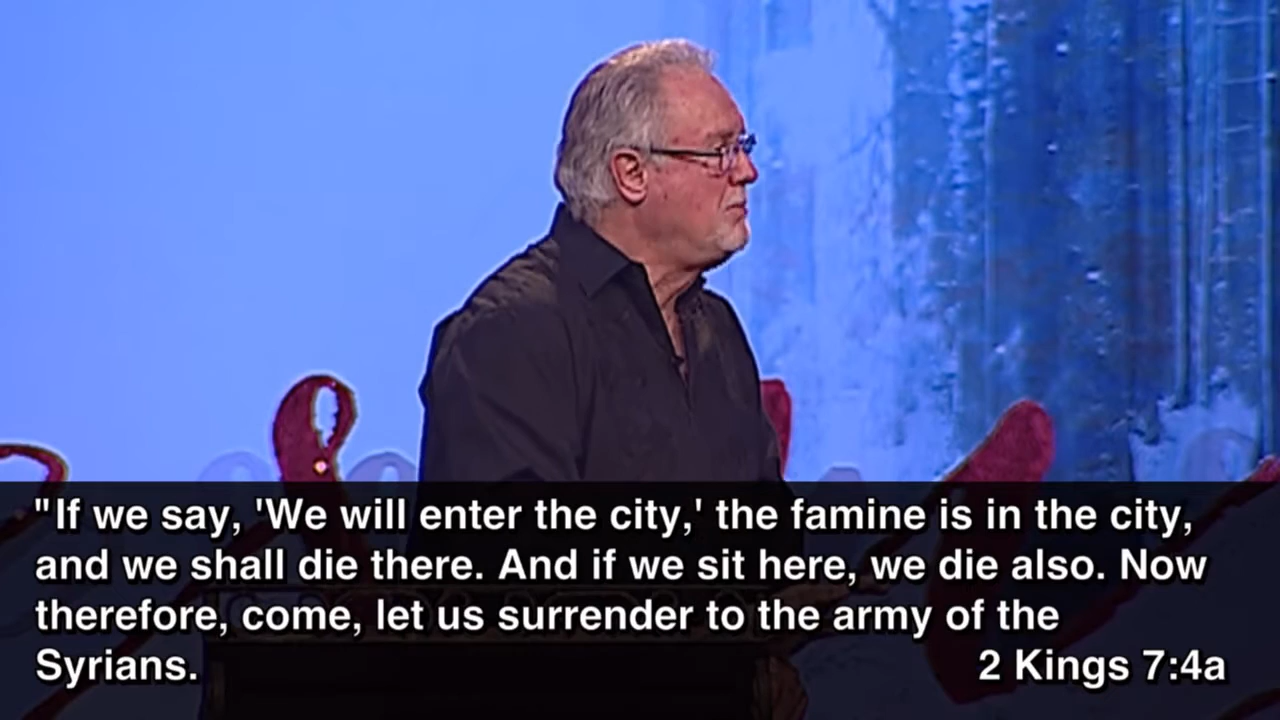 "If we say, 'We will enter the city,' the famine is in the city,
and we shall die there. And if we sit here, we die also. Now
therefore, come, let us surrender to the army of the
Syrians. 2 Kings 7:4a